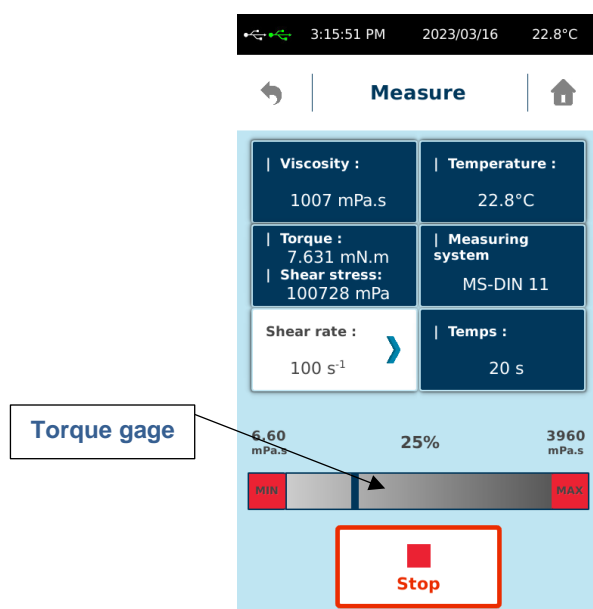 3:15:51 PM 2023/03/16 22.8°C
Measure
| Viscosity :
1007 mPa.s
| Temperature :
22.8°C
| Torque :
7.631 mN.m
| Shear stress:
100728 mPa
| Measuring
system
MS-DIN 11
Shear rate :
100 s⁻¹
| Temps :
20 s
Torque gage
6.60
mPa.s
25%
3960
mPa.s
MIN
MAX
Stop